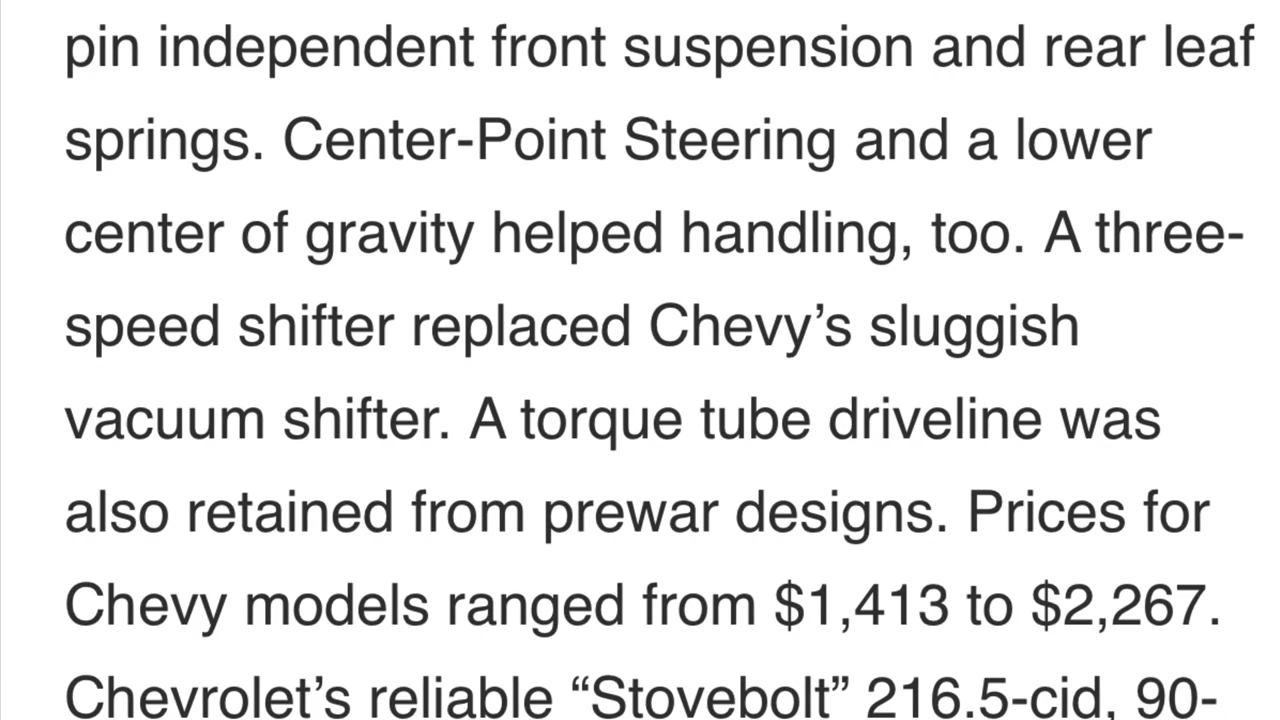 pin independent front suspension and rear leaf
springs. Center-Point Steering and a lower
center of gravity helped handling, too. A three-
speed shifter replaced Chevy’s sluggish
vacuum shifter. A torque tube driveline was
also retained from prewar designs. Prices for
Chevy models ranged from $1,413 to $2,267.
Chevrolet’s reliable “Stovebolt” 216.5-cid, 90-